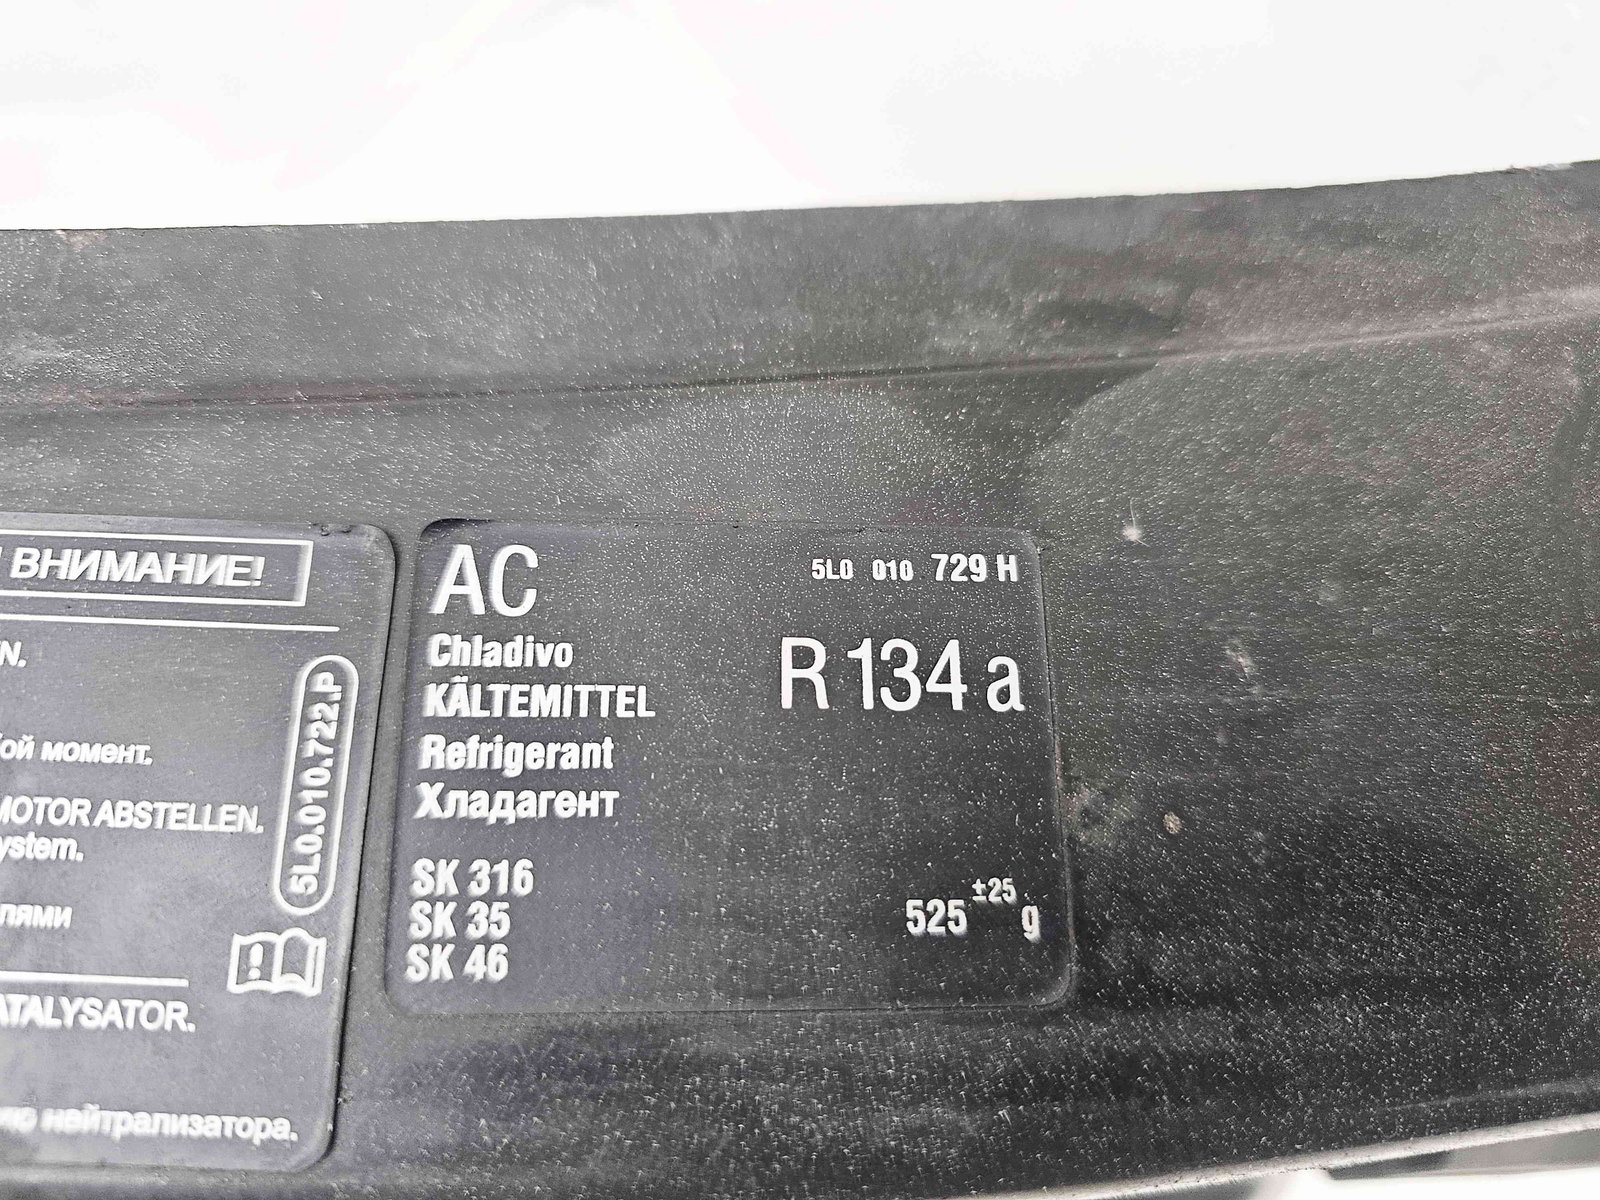 ! ВНИМАНИЕ!
N.
5L0.010.722.P
ой момент.
MOTOR ABSTELLEN.
ystem.
лями
ATALYSATOR.
нейтрализатора.
AC
5L0 010 729 H
Chladivo
KÄLTEMITTEL
Refrigerant
Хладагент
R 134 a
SK 316
SK 35
SK 46
525 ±25 g